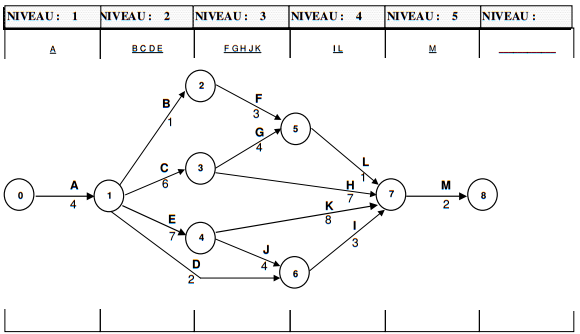 NIVEAU : 1 NIVEAU : 2 NIVEAU : 3 NIVEAU : 4 NIVEAU : 5 NIVEAU :
A B C D E F G H J K I L M
2
B
1
F
3
5
G
4
C
6
3
L
1
0
A
4
1
H
7
7
M
2
8
K
8
E
7
4
I
3
J
4
D
2
6